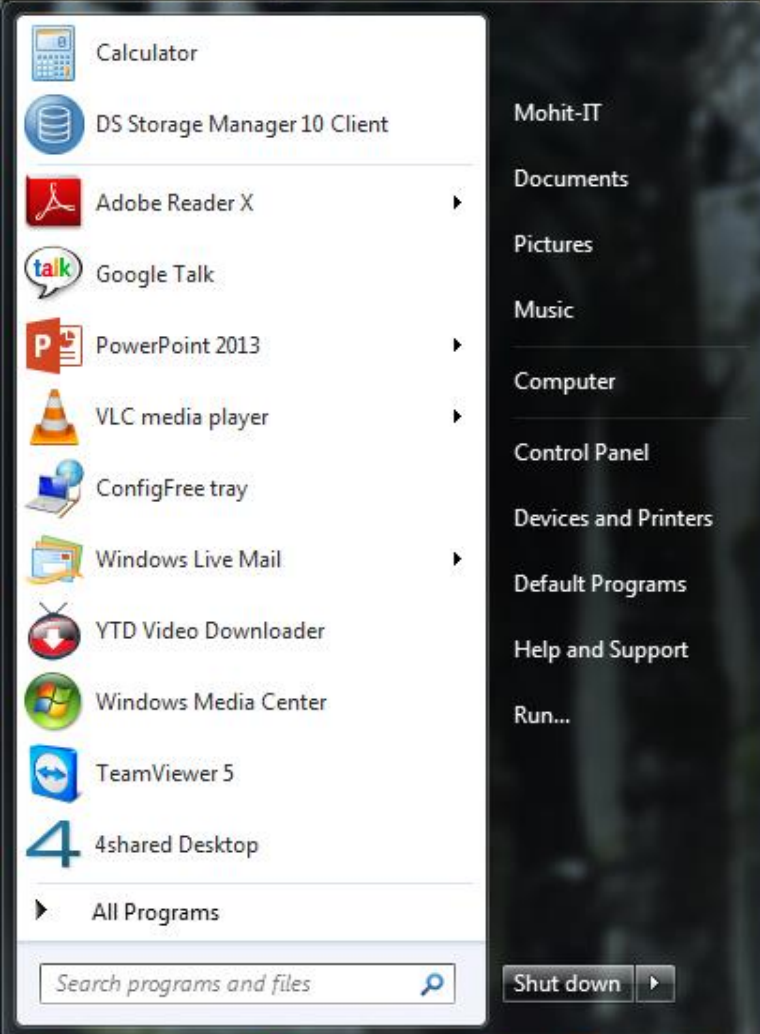 Calculator
DS Storage Manager 10 Client
Adobe Reader X
talk
Google Talk
P
PowerPoint 2013
VLC media player
ConfigFree tray
Windows Live Mail
YTD Video Downloader
Windows Media Center
TeamViewer 5
4
4shared Desktop
All Programs
Search programs and files
Mohit-IT
Documents
Pictures
Music
Computer
Control Panel
Devices and Printers
Default Programs
Help and Support
Run...
Shut down